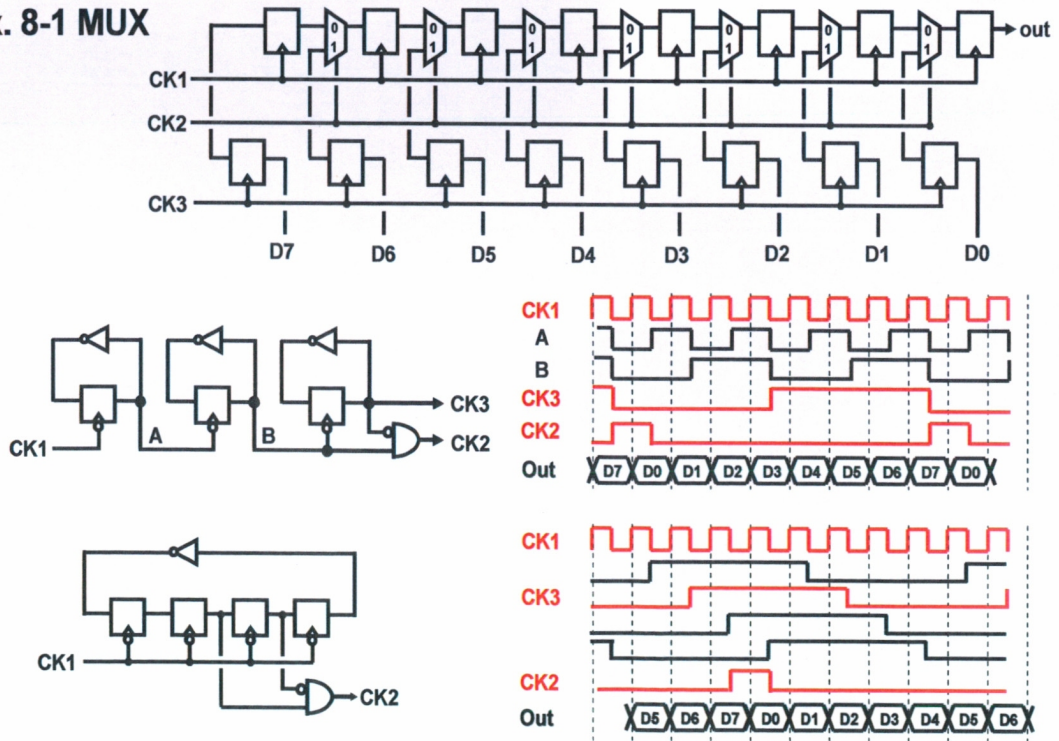 x. 8-1 MUX
0 0 0 0 0 0 0
1 1 1 1 1 1 1
out
CK1
CK2
CK3
D7 D6 D5 D4 D3 D2 D1 D0
CK1
A
B
CK3
CK2
CK1
A
B
CK3
CK2
Out D7 D0 D1 D2 D3 D4 D5 D6 D7 D0
CK1
CK2
CK1
CK3
CK2
Out D5 D6 D7 D0 D1 D2 D3 D4 D5 D6